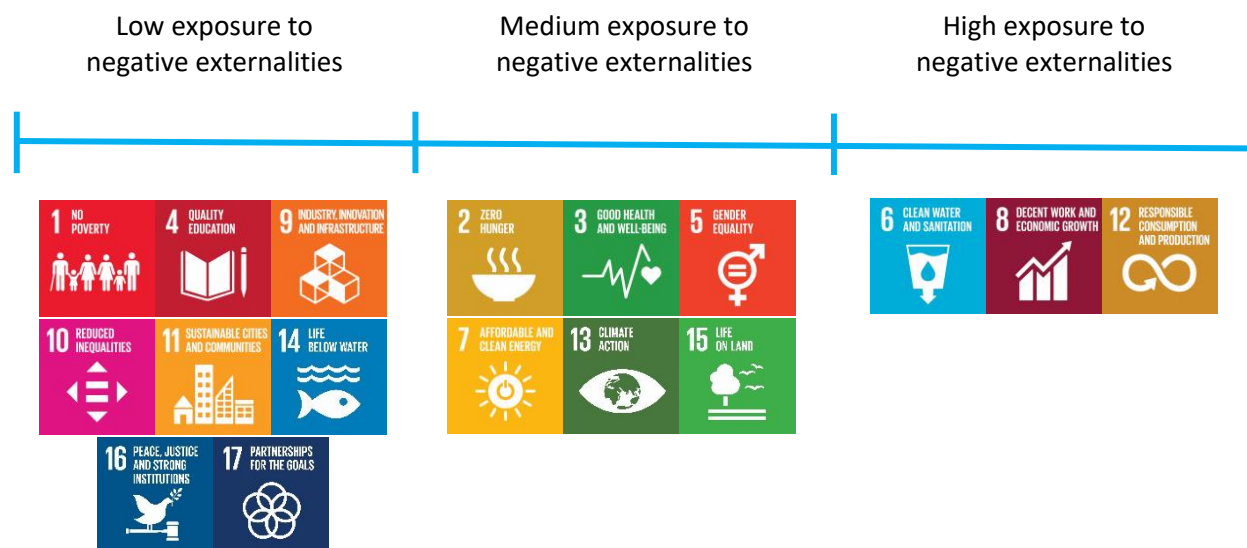 Low exposure to
negative externalities
Medium exposure to
negative externalities
High exposure to
negative externalities
1 NO
POVERTY
4 QUALITY
EDUCATION
9 INDUSTRY, INNOVATION
AND INFRASTRUCTURE
10 REDUCED
INEQUALITIES
11 SUSTAINABLE CITIES
AND COMMUNITIES
14 LIFE
BELOW WATER
16 PEACE, JUSTICE
AND STRONG
INSTITUTIONS
17 PARTNERSHIPS
FOR THE GOALS
2 ZERO
HUNGER
3 GOOD HEALTH
AND WELL-BEING
5 GENDER
EQUALITY
7 AFFORDABLE AND
CLEAN ENERGY
13 CLIMATE
ACTION
15 LIFE
ON LAND
6 CLEAN WATER
AND SANITATION
8 DECENT WORK AND
ECONOMIC GROWTH
12 RESPONSIBLE
CONSUMPTION
AND PRODUCTION